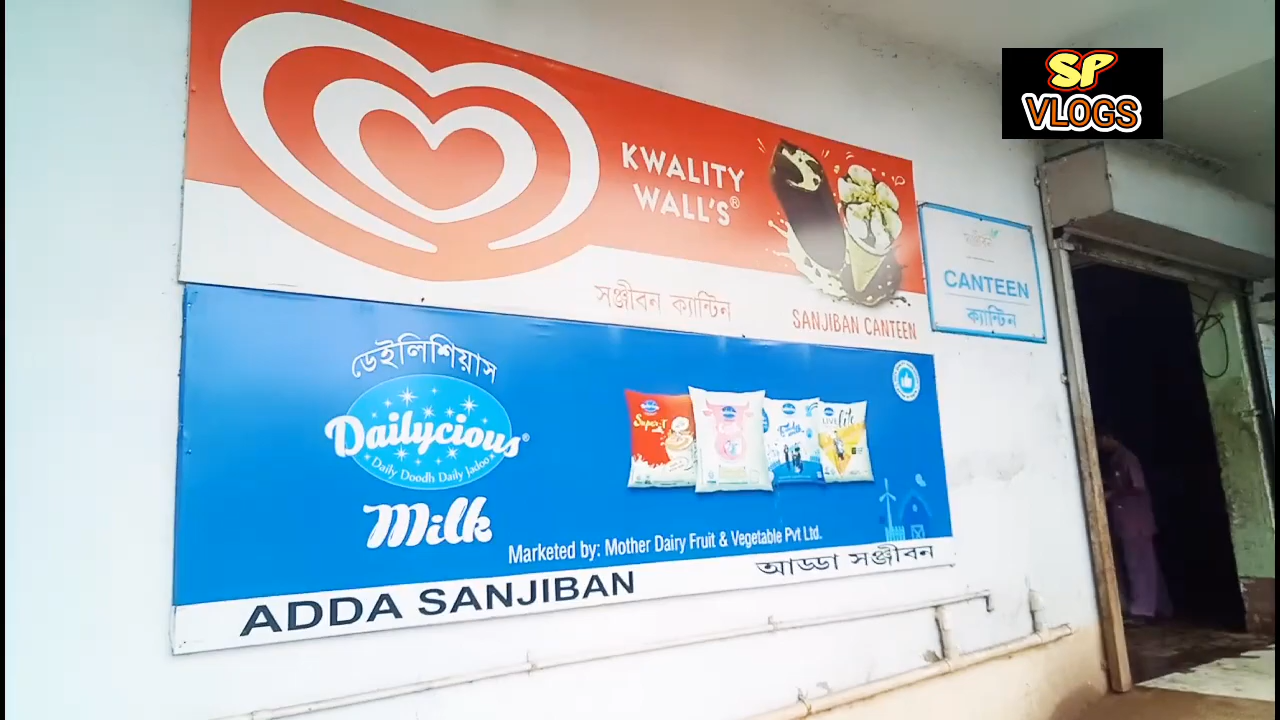 SP
VLOGS
KWALITY
WALL'S®
সঞ্জীবন ক্যান্টিন
SANJIBAN CANTEEN
CANTEEN
ক্যান্টিন
ডেইলিশিয়াস
Dailycious®
Daily Doodh Daily Jadoo
Milk
Marketed by: Mother Dairy Fruit & Vegetable Pvt Ltd.
ADDA SANJIBAN
আড্ডা সঞ্জীবন